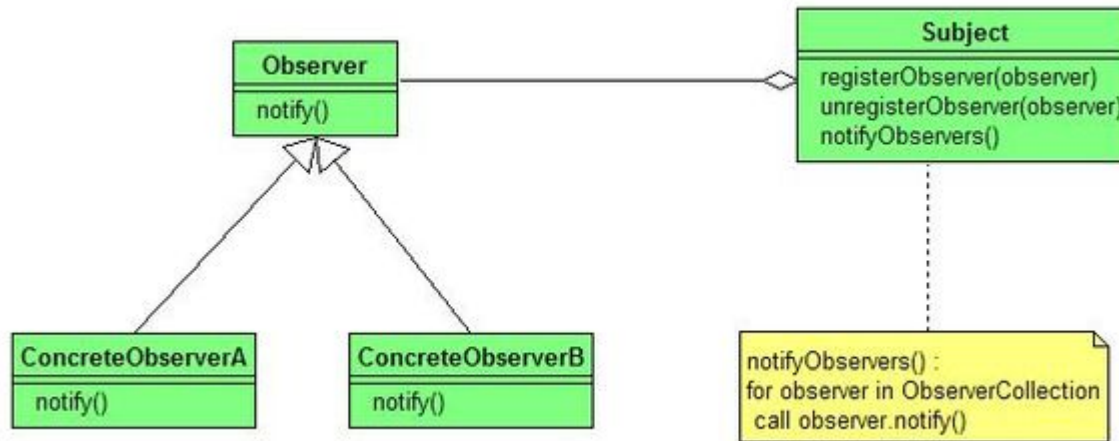 Observer
notify()
Subject
registerObserver(observer)
unregisterObserver(observer)
notifyObservers()
ConcreteObserverA
notify()
ConcreteObserverB
notify()
notifyObservers() :
for observer in ObserverCollection
call observer.notify()